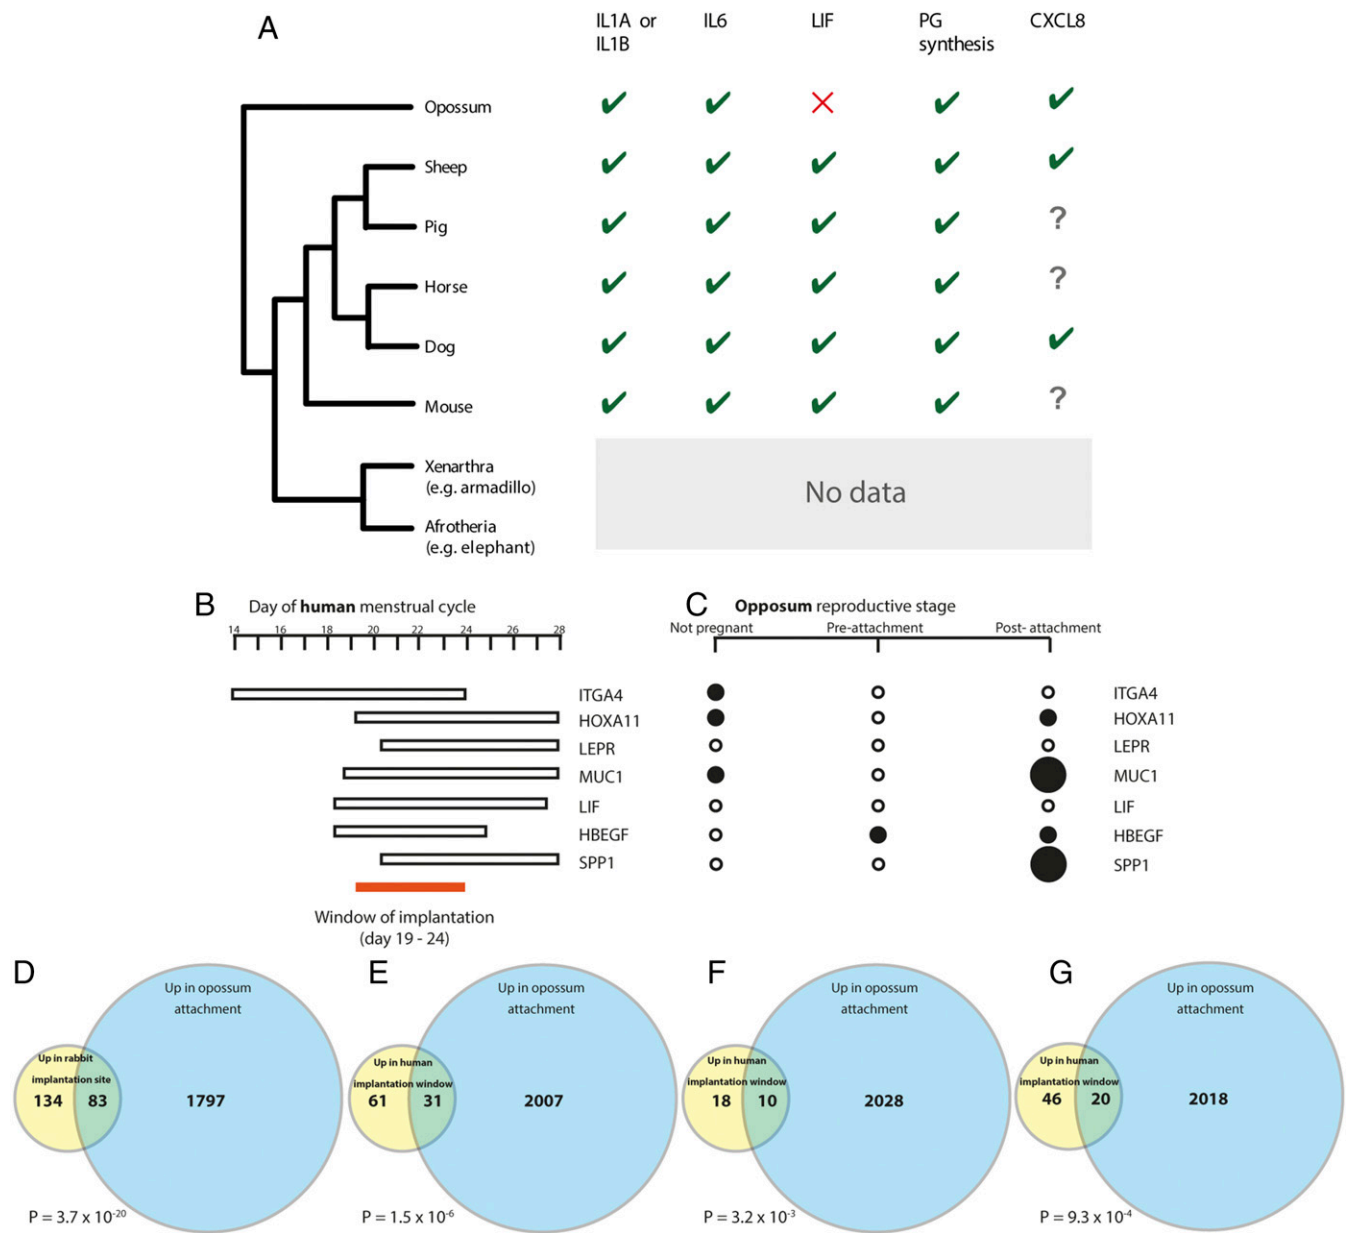 A
IL1A or
IL1B
IL6
LIF
PG
synthesis
CXCL8
Opossum
Sheep
Pig
?
Horse
?
Dog
Mouse
?
Xenarthra
(e.g. armadillo)
Afrotheria
(e.g. elephant)
No data
B
Day of human menstrual cycle
14 16 18 20 22 24 26 28
ITGA4
HOXA11
LEPR
MUC1
LIF
HBEGF
SPP1
Window of implantation
(day 19 - 24)
C
Opposum reproductive stage
Not pregnant Pre-attachment Post- attachment
ITGA4
HOXA11
LEPR
MUC1
LIF
HBEGF
SPP1
D
Up in opossum
attachment
Up in rabbit
implantation site
134 83 1797
P = 3.7 x 10-20
E
Up in opossum
attachment
Up in human
implantation window
61 31 2007
P = 1.5 x 10-6
F
Up in opossum
attachment
Up in human
implantation window
18 10 2028
P = 3.2 x 10-3
G
Up in opossum
attachment
Up in human
implantation window
46 20 2018
P = 9.3 x 10-4